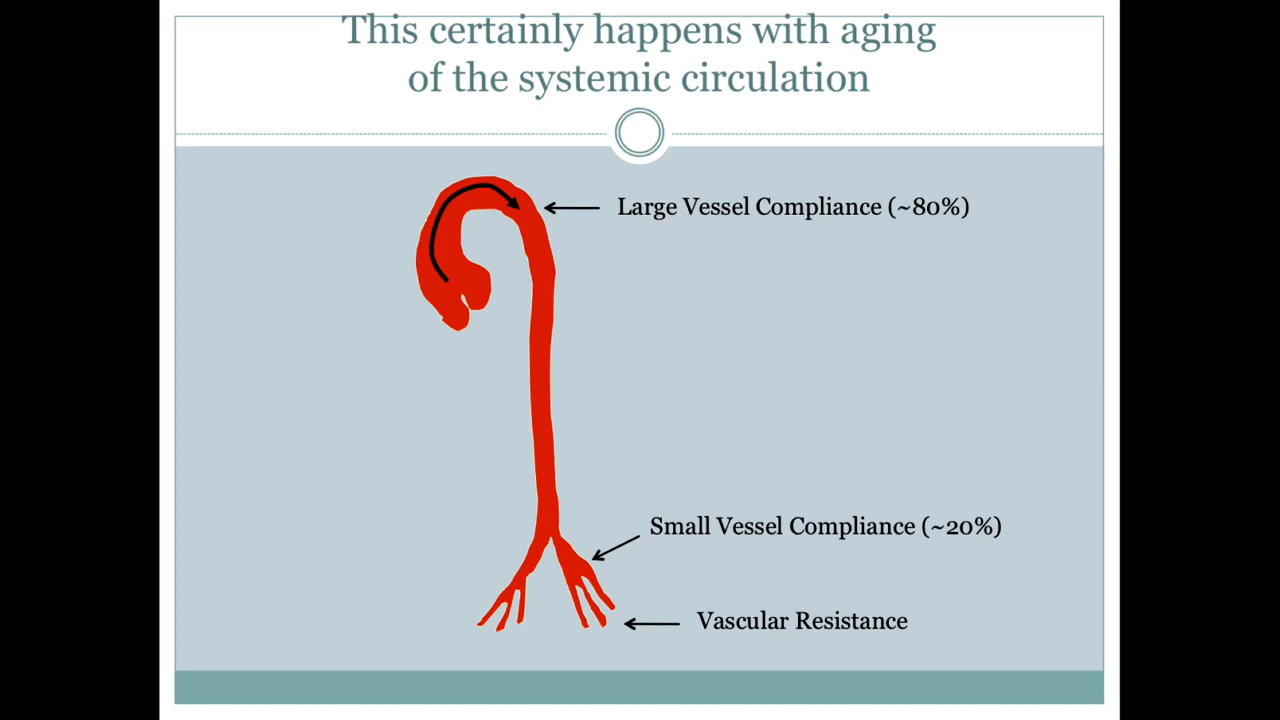 This certainly happens with aging
of the systemic circulation
Large Vessel Compliance (~80%)
Small Vessel Compliance (~20%)
Vascular Resistance